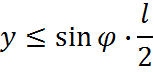 y ≤ sin φ · l/2